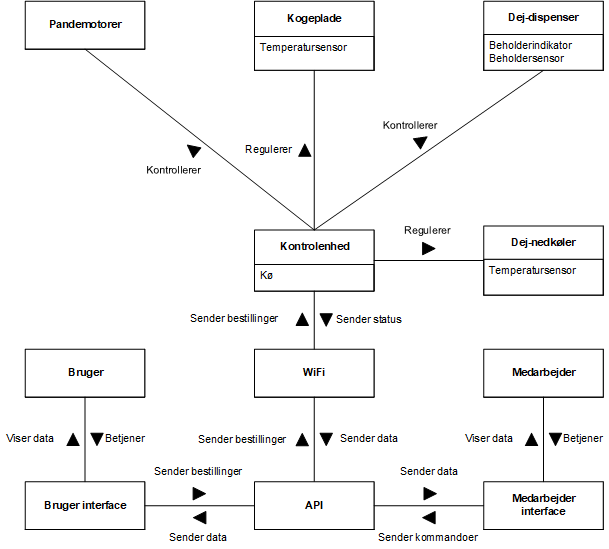 Pandemotorer
Kogeplade
Temperatursensor
Dej-dispenser
Beholderindikator
Beholdersensor
Kontrollerer
Regulerer
Kontrollerer
Kontrolenhed
Kø
Regulerer
Dej-nedkøler
Temperatursensor
Sender bestillinger
Sender status
Bruger
WiFi
Medarbejder
Viser data
Betjener
Sender bestillinger
Sender data
Viser data
Betjener
Sender bestillinger
Sender data
Bruger interface
API
Medarbejder
interface
Sender data
Sender kommandoer